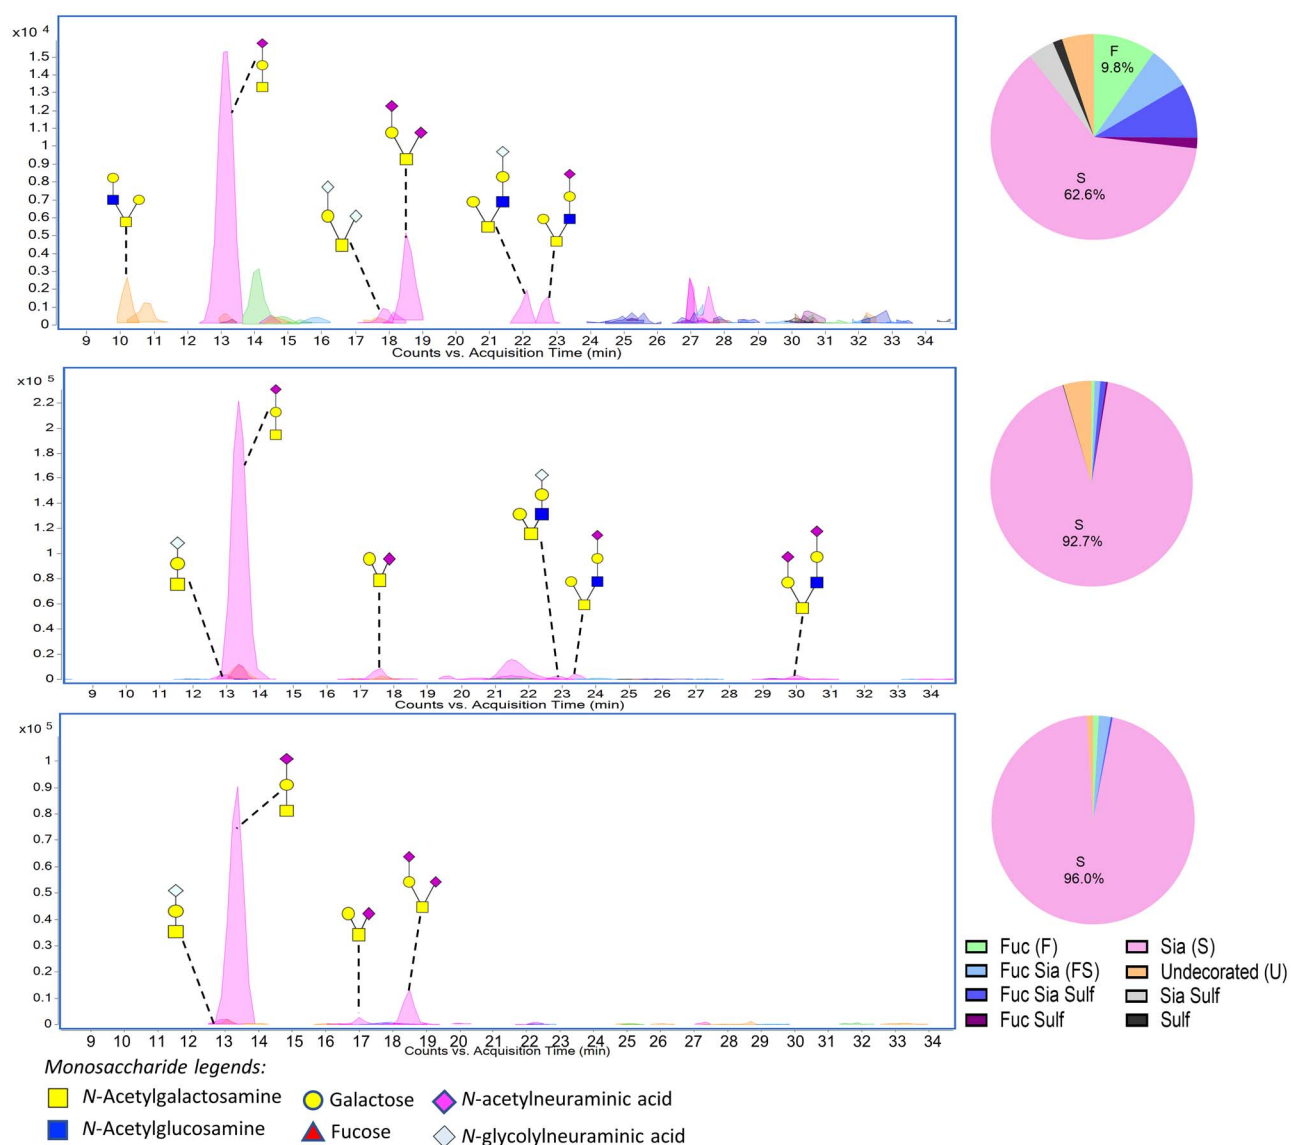 x10 4
1.5
1.4
1.3
1.2
1.1
1
0.9
0.8
0.7
0.6
0.5
0.4
0.3
0.2
0.1
0
9 10 11 12 13 14 15 16 17 18 19 20 21 22 23 24 25 26 27 28 29 30 31 32 33 34
Counts vs. Acquisition Time (min)
F
9.8%
S
62.6%
x10 5
2.2
2
1.8
1.6
1.4
1.2
1
0.8
0.6
0.4
0.2
0
9 10 11 12 13 14 15 16 17 18 19 20 21 22 23 24 25 26 27 28 29 30 31 32 33 34
Counts vs. Acquisition Time (min)
S
92.7%
x10 5
1
0.9
0.8
0.7
0.6
0.5
0.4
0.3
0.2
0.1
0
9 10 11 12 13 14 15 16 17 18 19 20 21 22 23 24 25 26 27 28 29 30 31 32 33 34
Counts vs. Acquisition Time (min)
S
96.0%
Fuc (F) Sia (S)
Fuc Sia (FS) Undecorated (U)
Fuc Sia Sulf Sia Sulf
Fuc Sulf Sulf
Monosaccharide legends:
N-Acetylgalactosamine Galactose N-acetylneuraminic acid
N-Acetylglucosamine Fucose N-glycolylneuraminic acid